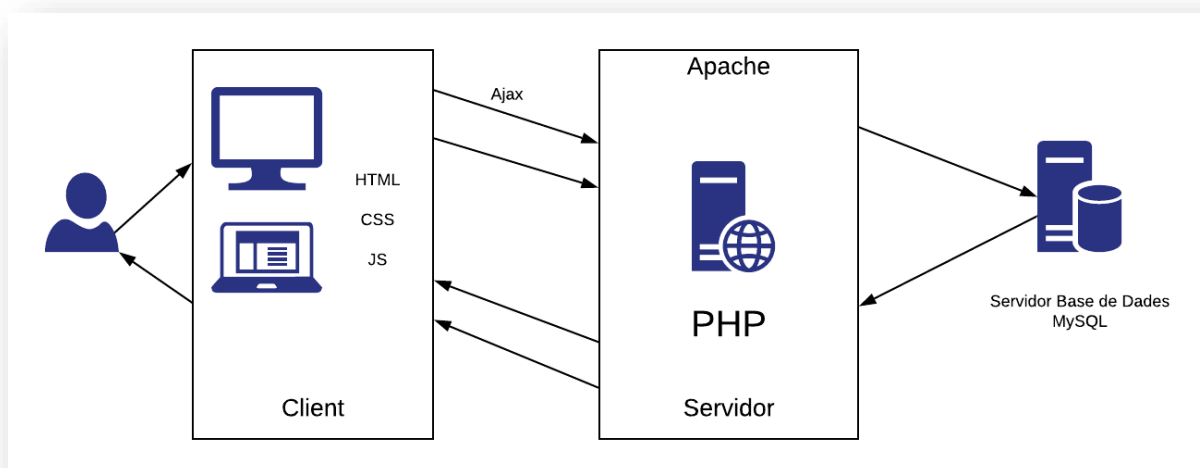 Ajax
HTML
CSS
JS
Client
Apache
PHP
Servidor
Servidor Base de Dades
MySQL